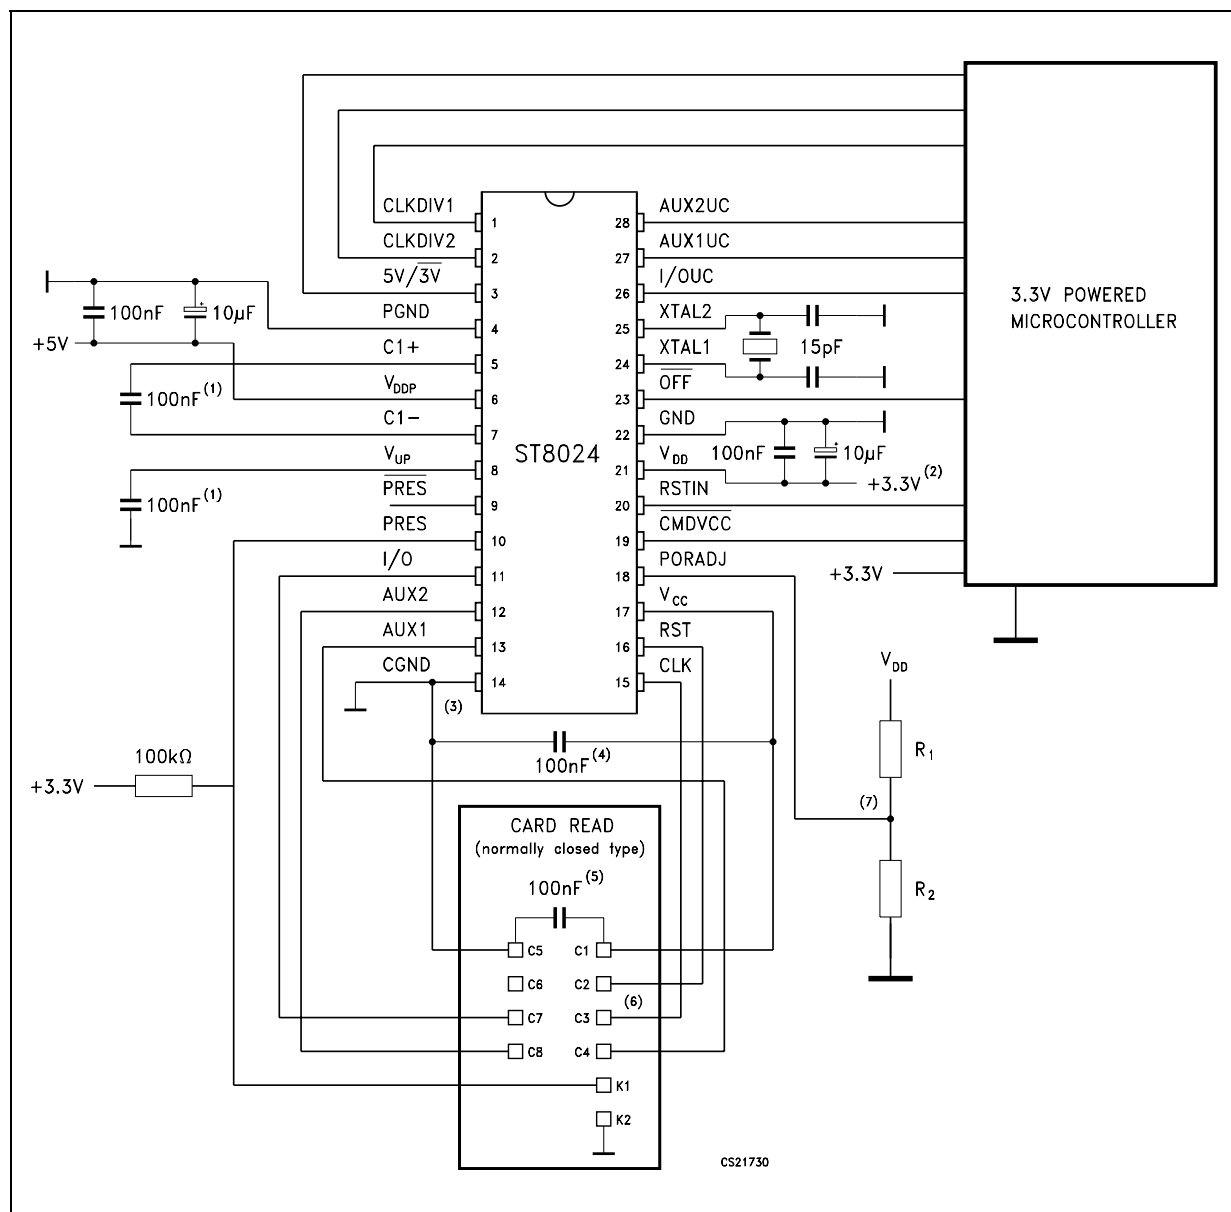 CLKDIV1
CLKDIV2
5V/3V
PGND
C1+
VDDP
C1-
VUP
PRES
PRES
I/O
AUX2
AUX1
CGND
1
2
3
4
5
6
7
8
9
10
11
12
13
14
ST8024
28
27
26
25
24
23
22
21
20
19
18
17
16
15
AUX2UC
AUX1UC
I/OUC
XTAL2
XTAL1
OFF
GND
VDD
RSTIN
CMDVCC
PORADJ
VCC
RST
CLK
100nF
10µF
+5V
100nF(1)
100nF(1)
15pF
100nF
10µF
+3.3V(2)
3.3V POWERED
MICROCONTROLLER
+3.3V
(3)
100nF(4)
100kΩ
+3.3V
VDD
R1
(7)
R2
CARD READ
(normally closed type)
100nF(5)
C5
C1
C6
C2
(6)
C7
C3
C8
C4
K1
K2
CS21730